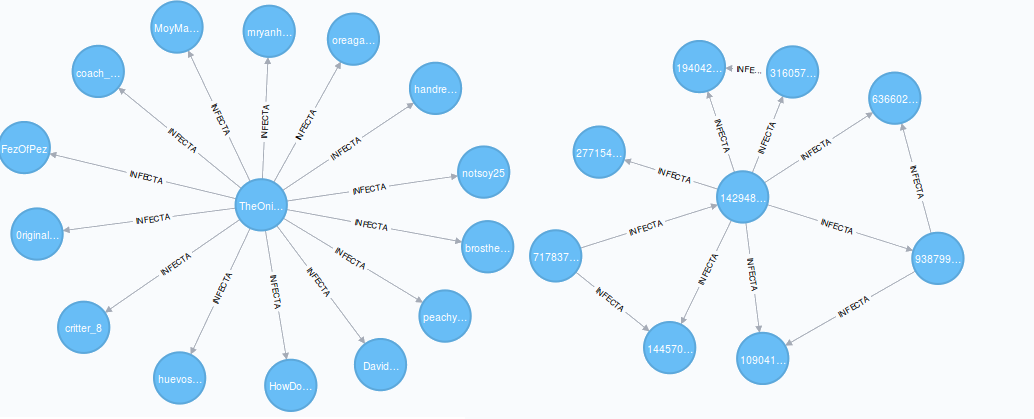 MoyMa...
mryanh...
oreaga...
coach_...
handre...
FezOfPez
notsoy25
TheOni...
0riginal...
brosthe...
peachy...
critter_8
David...
HowDo...
huevos...
INFECTA
INFECTA
INFECTA
INFECTA
INFECTA
INFECTA
INFECTA
INFECTA
INFECTA
INFECTA
INFECTA
INFECTA
INFECTA
INFECTA
194042...
INFE...
316057...
636602...
277154...
142948...
717837...
938799...
144570...
109041...
INFECTA
INFECTA
INFECTA
INFECTA
INFECTA
INFECTA
INFECTA
INFECTA
INFECTA
INFECTA
INFECTA